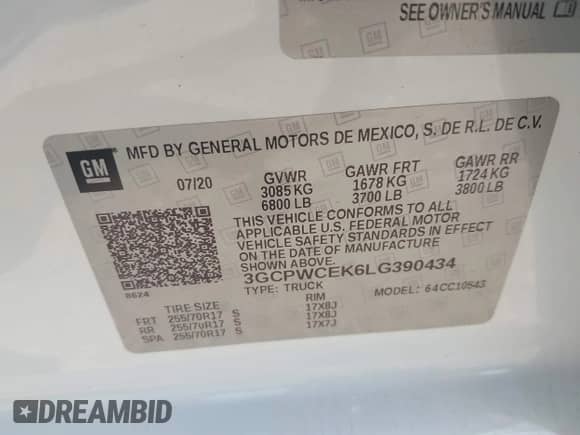 SEE OWNER'S MANUAL
GM
MFD BY GENERAL MOTORS DE MEXICO, S. DE R.L. DE C.V.
07/20 GVWR GAWR FRT GAWR RR
3085 KG 1678 KG 1724 KG
6800 LB 3700 LB 3800 LB
THIS VEHICLE CONFORMS TO ALL
APPLICABLE U.S. FEDERAL MOTOR
VEHICLE SAFETY STANDARDS IN EFFECT
ON THE DATE OF MANUFACTURE
SHOWN ABOVE.
3GCPWCEK6LG390434
8624 TYPE: TRUCK MODEL: 64CC10543
TIRE SIZE RIM
FRT 255/70R17 S 17X8J
RR 255/70R17 S 17X8J
SPA 255/70R17 S 17X7J
DREAMBID